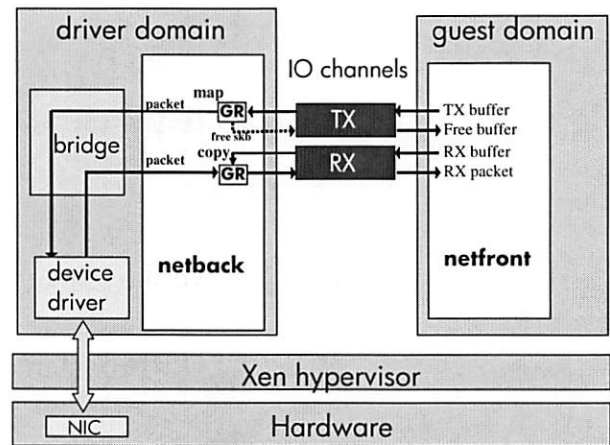 driver domain
guest domain
IO channels
map
packet
GR
TX
TX buffer
free skb
Free buffer
bridge
copy
RX buffer
packet
GR
RX
RX packet
netback
netfront
device
driver
Xen hypervisor
NIC
Hardware